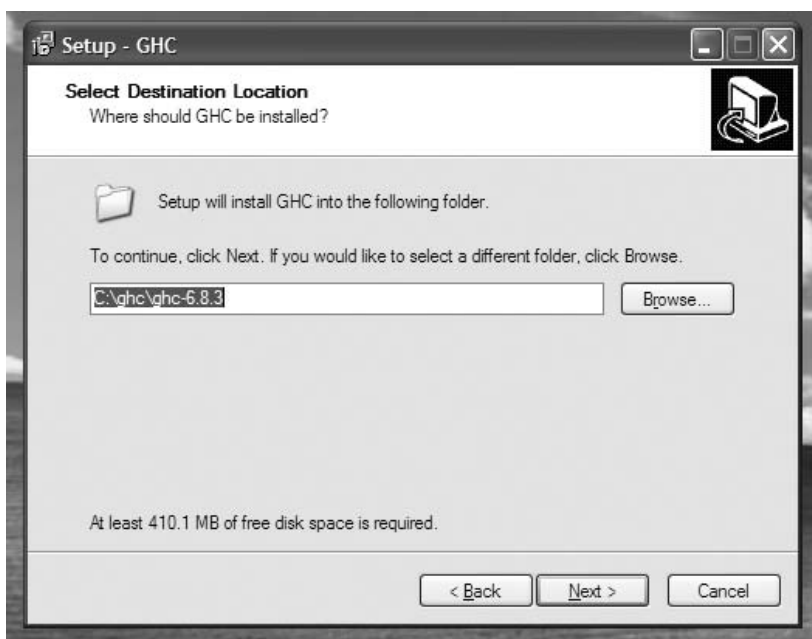 Setup - GHC
Select Destination Location
Where should GHC be installed?
Setup will install GHC into the following folder.
To continue, click Next. If you would like to select a different folder, click Browse.
C:\ghc\ghc-6.8.3
Browse...
At least 410.1 MB of free disk space is required.
< Back
Next >
Cancel